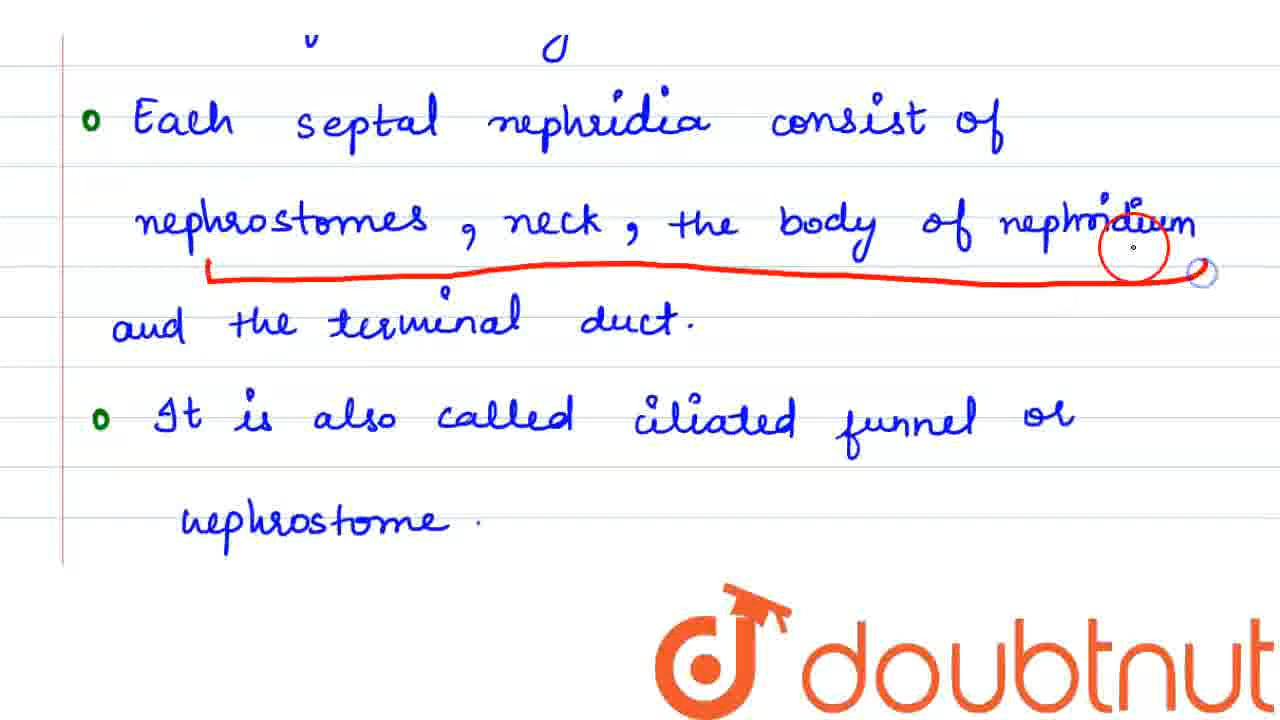 Each septal nephridia consist of
nephrostomes, neck, the body of nephridium
and the terminal duct.
It is also called ciliated funnel or
nephrostome.
doubtnut